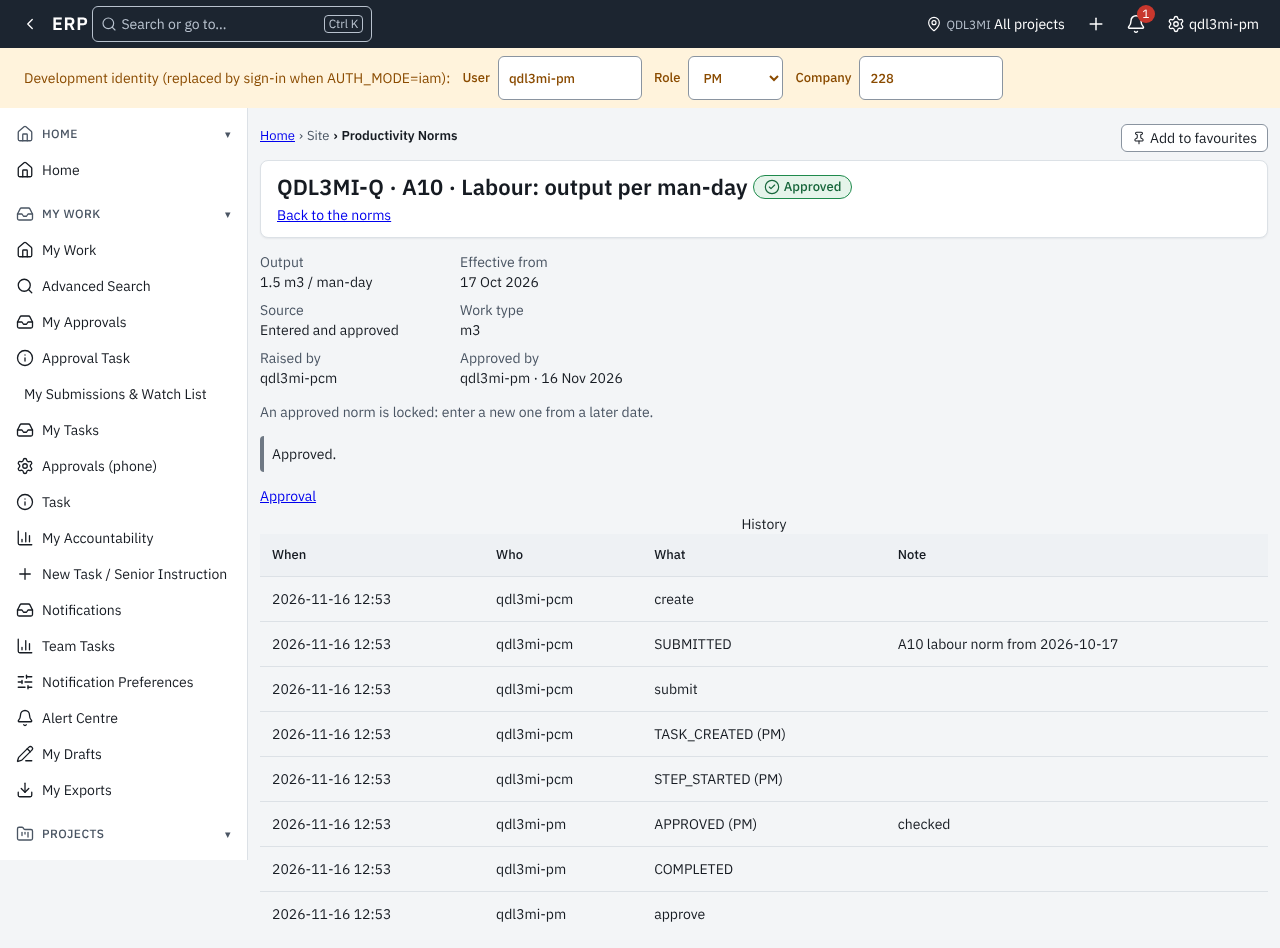 ERP
Search or go to...
Ctrl K
QDL3MI All projects
1
qdl3mi-pm
Development identity (replaced by sign-in when AUTH_MODE=iam):
User
qdl3mi-pm
Role
PM
Company
228
HOME
Home
MY WORK
My Work
Advanced Search
My Approvals
Approval Task
My Submissions & Watch List
My Tasks
Approvals (phone)
Task
My Accountability
New Task / Senior Instruction
Notifications
Team Tasks
Notification Preferences
Alert Centre
My Drafts
My Exports
PROJECTS
Home › Site › Productivity Norms
Add to favourites
QDL3MI-Q · A10 · Labour: output per man-day
Approved
Back to the norms
Output
1.5 m3 / man-day
Effective from
17 Oct 2026
Source
Entered and approved
Work type
m3
Raised by
qdl3mi-pcm
Approved by
qdl3mi-pm · 16 Nov 2026
An approved norm is locked: enter a new one from a later date.
Approved.
Approval
History
When Who What Note
2026-11-16 12:53 qdl3mi-pcm create
2026-11-16 12:53 qdl3mi-pcm SUBMITTED A10 labour norm from 2026-10-17
2026-11-16 12:53 qdl3mi-pcm submit
2026-11-16 12:53 qdl3mi-pcm TASK_CREATED (PM)
2026-11-16 12:53 qdl3mi-pcm STEP_STARTED (PM)
2026-11-16 12:53 qdl3mi-pm APPROVED (PM) checked
2026-11-16 12:53 qdl3mi-pm COMPLETED
2026-11-16 12:53 qdl3mi-pm approve